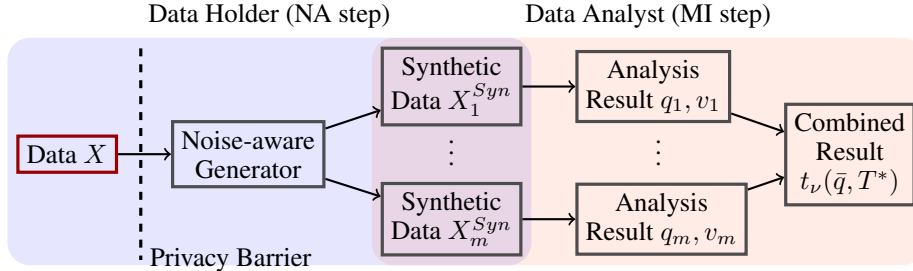 Data Holder (NA step)
Data Analyst (MI step)
Data X
Noise-aware
Generator
Synthetic
Data X_1^{Syn}
⋮
Synthetic
Data X_m^{Syn}
Analysis
Result q_1, v_1
⋮
Analysis
Result q_m, v_m
Combined
Result
t_ν(q̄, T^*)
Privacy Barrier